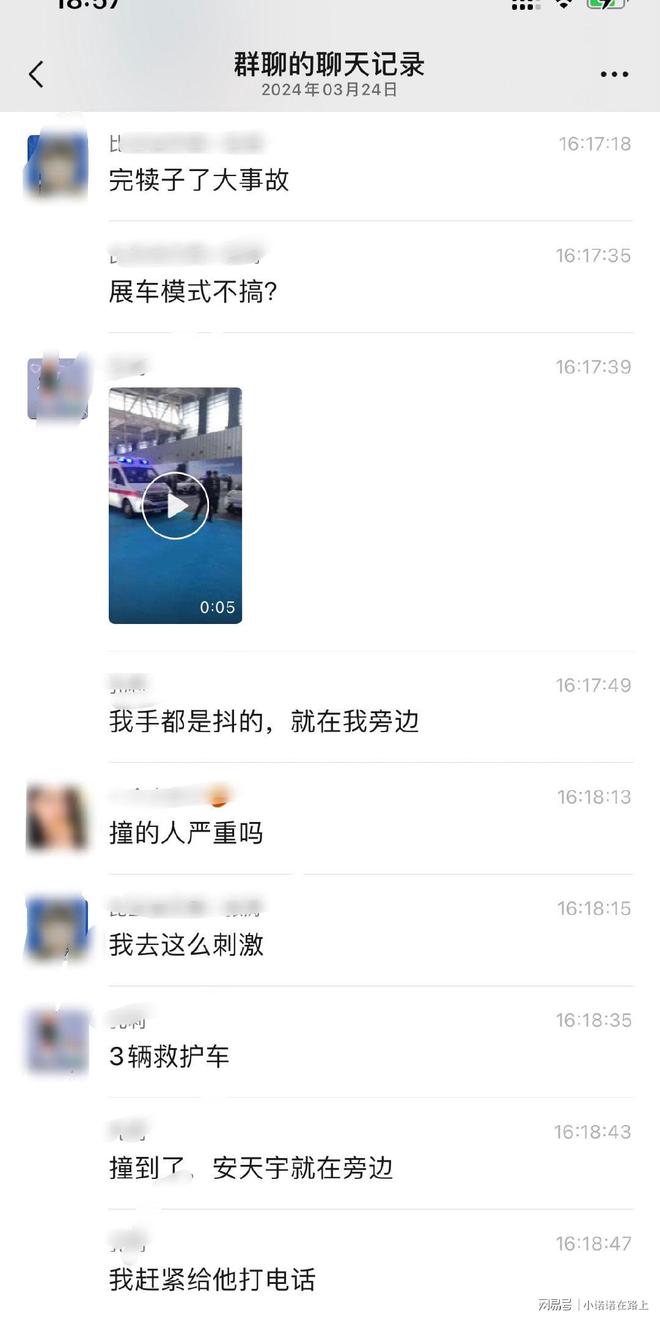 18:57
群聊的聊天记录
2024年03月24日
16:17:18
完犊子了大事故
16:17:35
展车模式不搞?
16:17:39
0:05
16:17:49
我手都是抖的，就在我旁边
16:18:13
撞的人严重吗
16:18:15
我去这么刺激
16:18:35
3辆救护车
16:18:43
撞到了、安天宇就在旁边
16:18:47
我赶紧给他打电话
网易号 | 小诺诺在路上